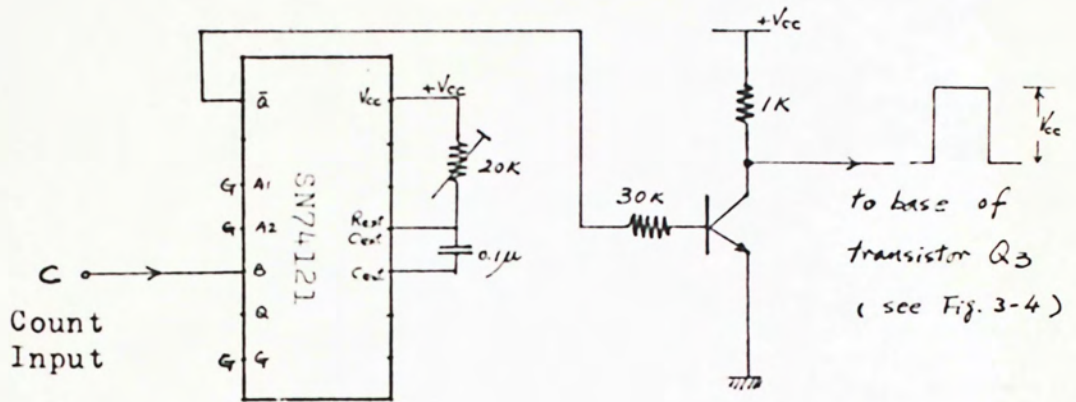 +Vcc
Q̄
Vcc
+Vcc
1K
Vcc
G A1
20K
SN74121
30K
to base of
G A2
Rext
Cext
transistor Q3
C
B
Cext
0.1μ
( see Fig. 3-4 )
Count
Input
Q
G G